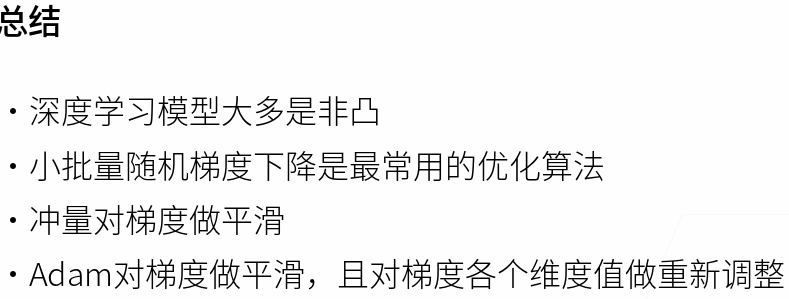 总结
• 深度学习模型大多是非凸
• 小批量随机梯度下降是最常用的优化算法
• 冲量对梯度做平滑
• Adam对梯度做平滑，且对梯度各个维度值做重新调整